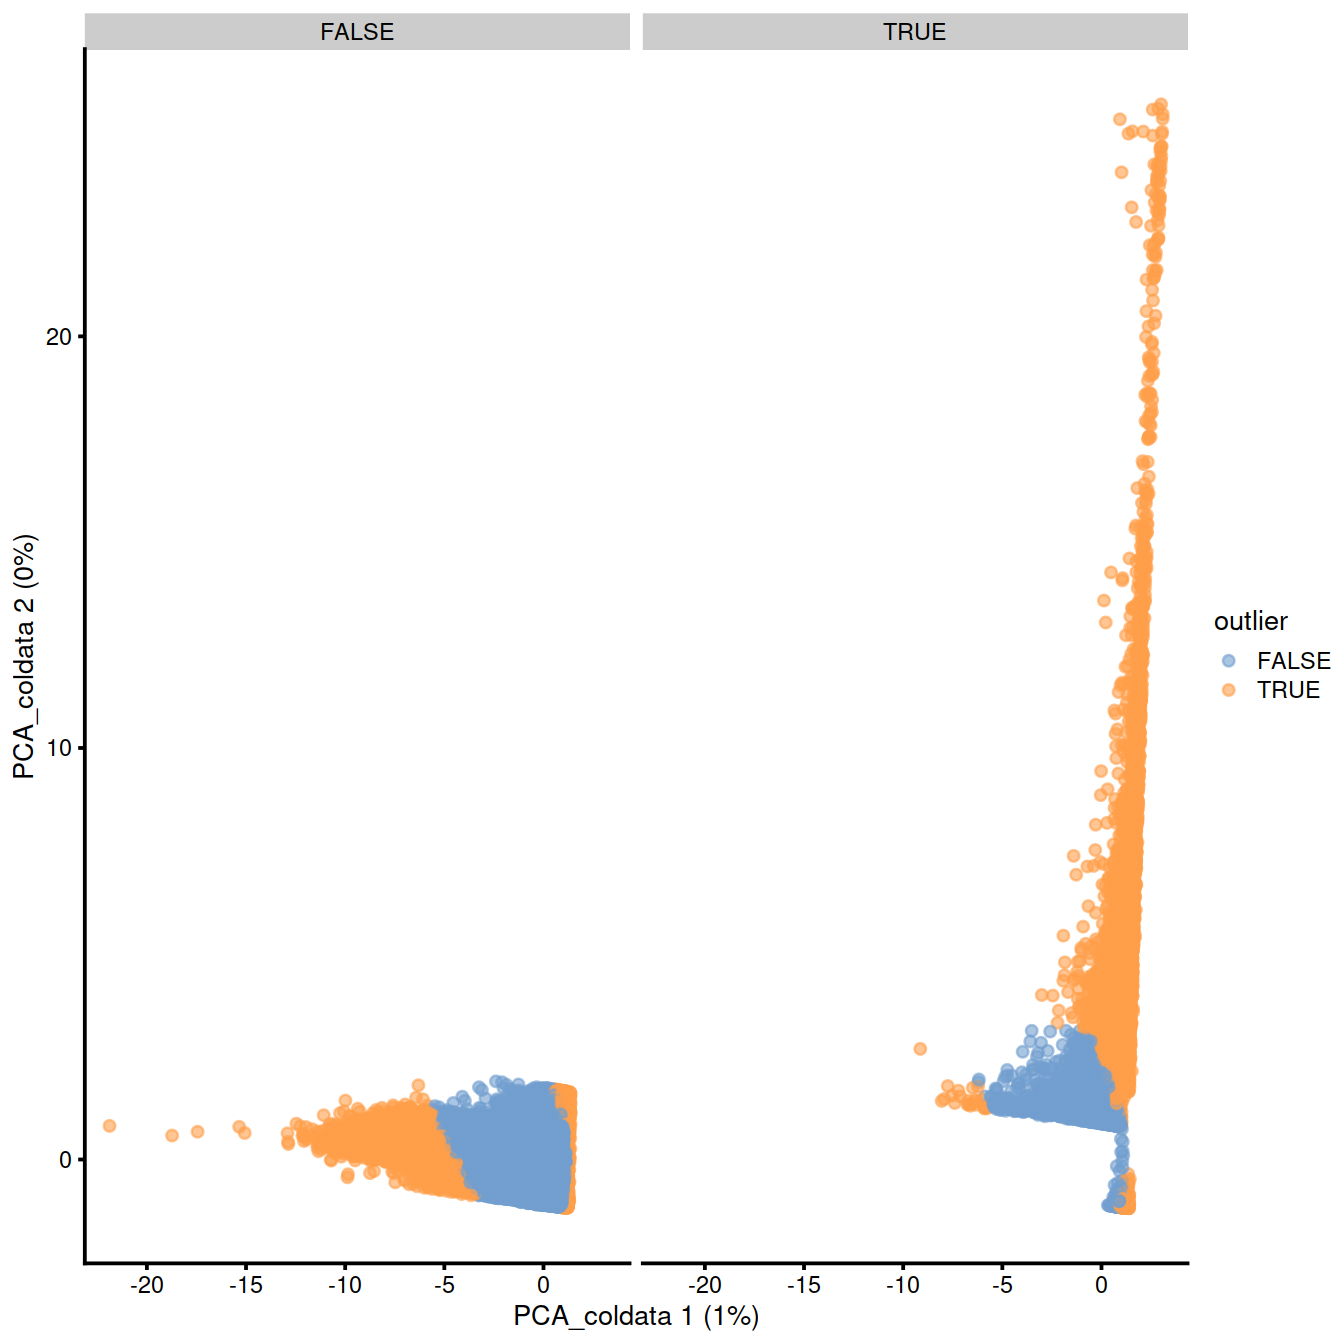 FALSE
TRUE
PCA_coldata 2 (0%)
20
10
0
-20 -15 -10 -5 0
-20 -15 -10 -5 0
PCA_coldata 1 (1%)
outlier
FALSE
TRUE